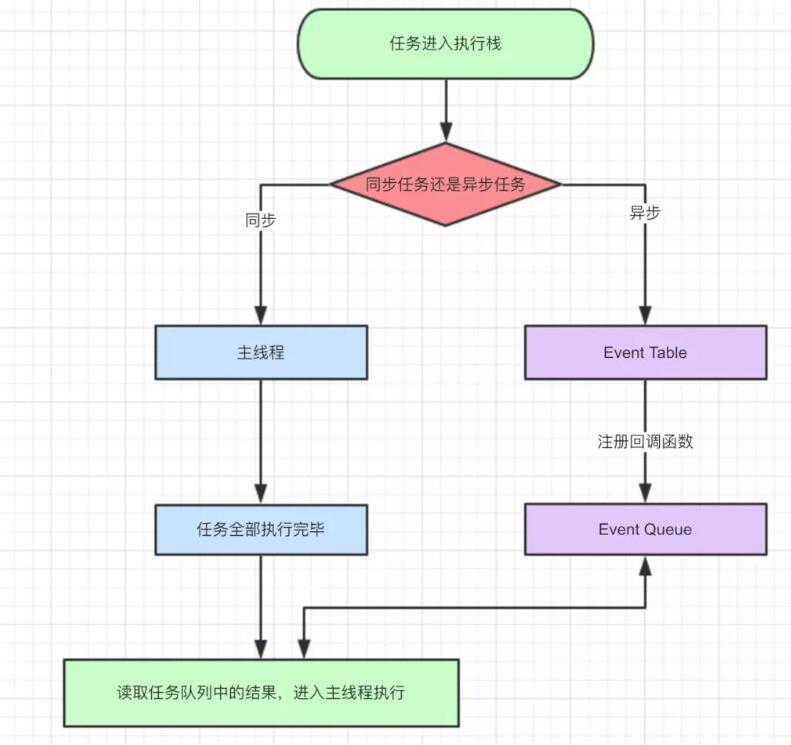 任务进入执行栈
同步任务还是异步任务
同步
异步
主线程
Event Table
注册回调函数
任务全部执行完毕
Event Queue
读取任务队列中的结果，进入主线程执行